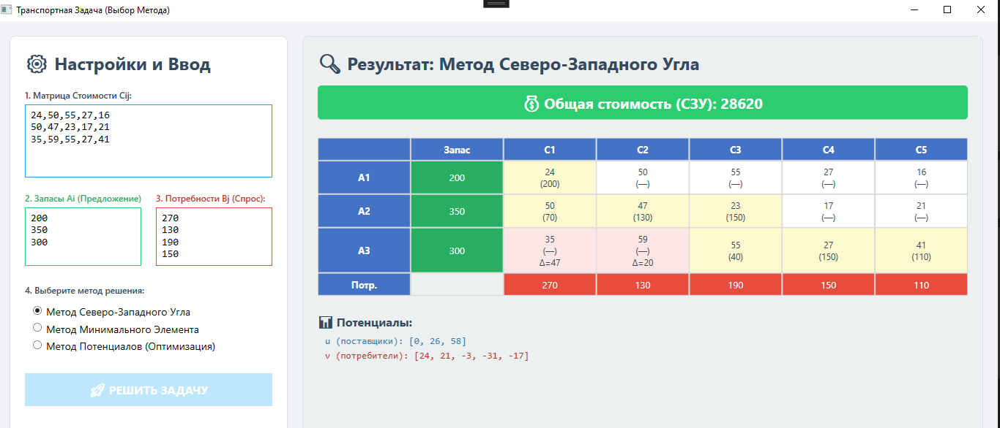 Транспортная Задача (Выбор Метода)
Настройки и Ввод
1. Матрица Стоимости Cij:
24,50,55,27,16
50,47,23,17,21
35,59,55,27,41
2. Запасы Ai (Предложение)
200
350
300
3. Потребности Bj (Спрос):
270
130
190
150
4. Выберите метод решения:
Метод Северо-Западного Угла
Метод Минимального Элемента
Метод Потенциалов (Оптимизация)
РЕШИТЬ ЗАДАЧУ
Результат: Метод Северо-Западного Угла
Общая стоимость (СЗУ): 28620
Запас C1 C2 C3 C4 C5
A1 200 24 50 55 27 16
(200) (—) (—) (—) (—)
A2 350 50 47 23 17 21
(70) (130) (150) (—) (—)
A3 300 35 59 55 27 41
(—) (—) (40) (150) (110)
Δ=47 Δ=20
Потр. 270 130 190 150 110
Потенциалы:
u (поставщики): [0, 26, 58]
v (потребители): [24, 21, -3, -31, -17]